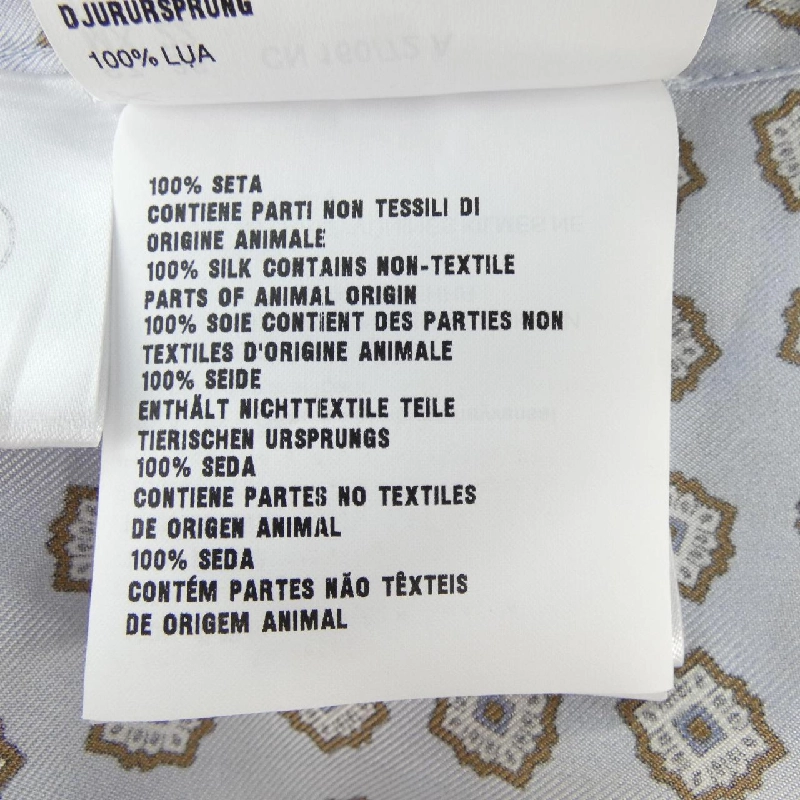 DJURURSPRUNG
100% LỤA
100% SETA
CONTIENE PARTI NON TESSILI DI
ORIGINE ANIMALE
100% SILK CONTAINS NON-TEXTILE
PARTS OF ANIMAL ORIGIN
100% SOIE CONTIENT DES PARTIES NON
TEXTILES D'ORIGINE ANIMALE
100% SEIDE
ENTHÄLT NICHTTEXTILE TEILE
TIERISCHEN URSPRUNGS
100% SEDA
CONTIENE PARTES NO TEXTILES
DE ORIGEN ANIMAL
100% SEDA
CONTÉM PARTES NÃO TÊXTEIS
DE ORIGEM ANIMAL